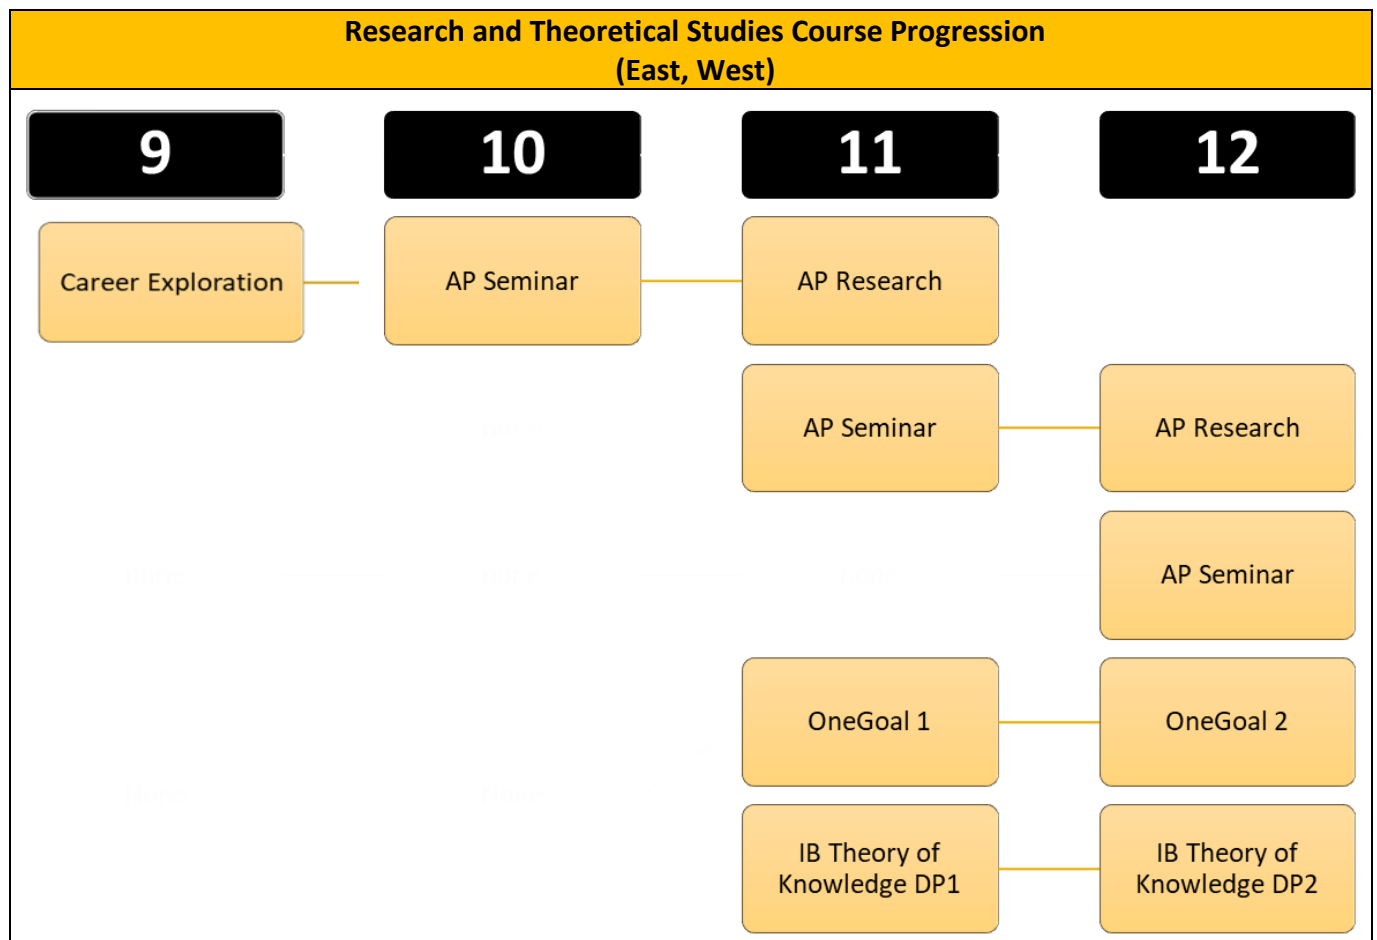 Research and Theoretical Studies Course Progression
(East, West)
9
10
11
12
Career Exploration
AP Seminar
AP Research
AP Seminar
AP Research
AP Seminar
OneGoal 1
OneGoal 2
IB Theory of
Knowledge DP1
IB Theory of
Knowledge DP2